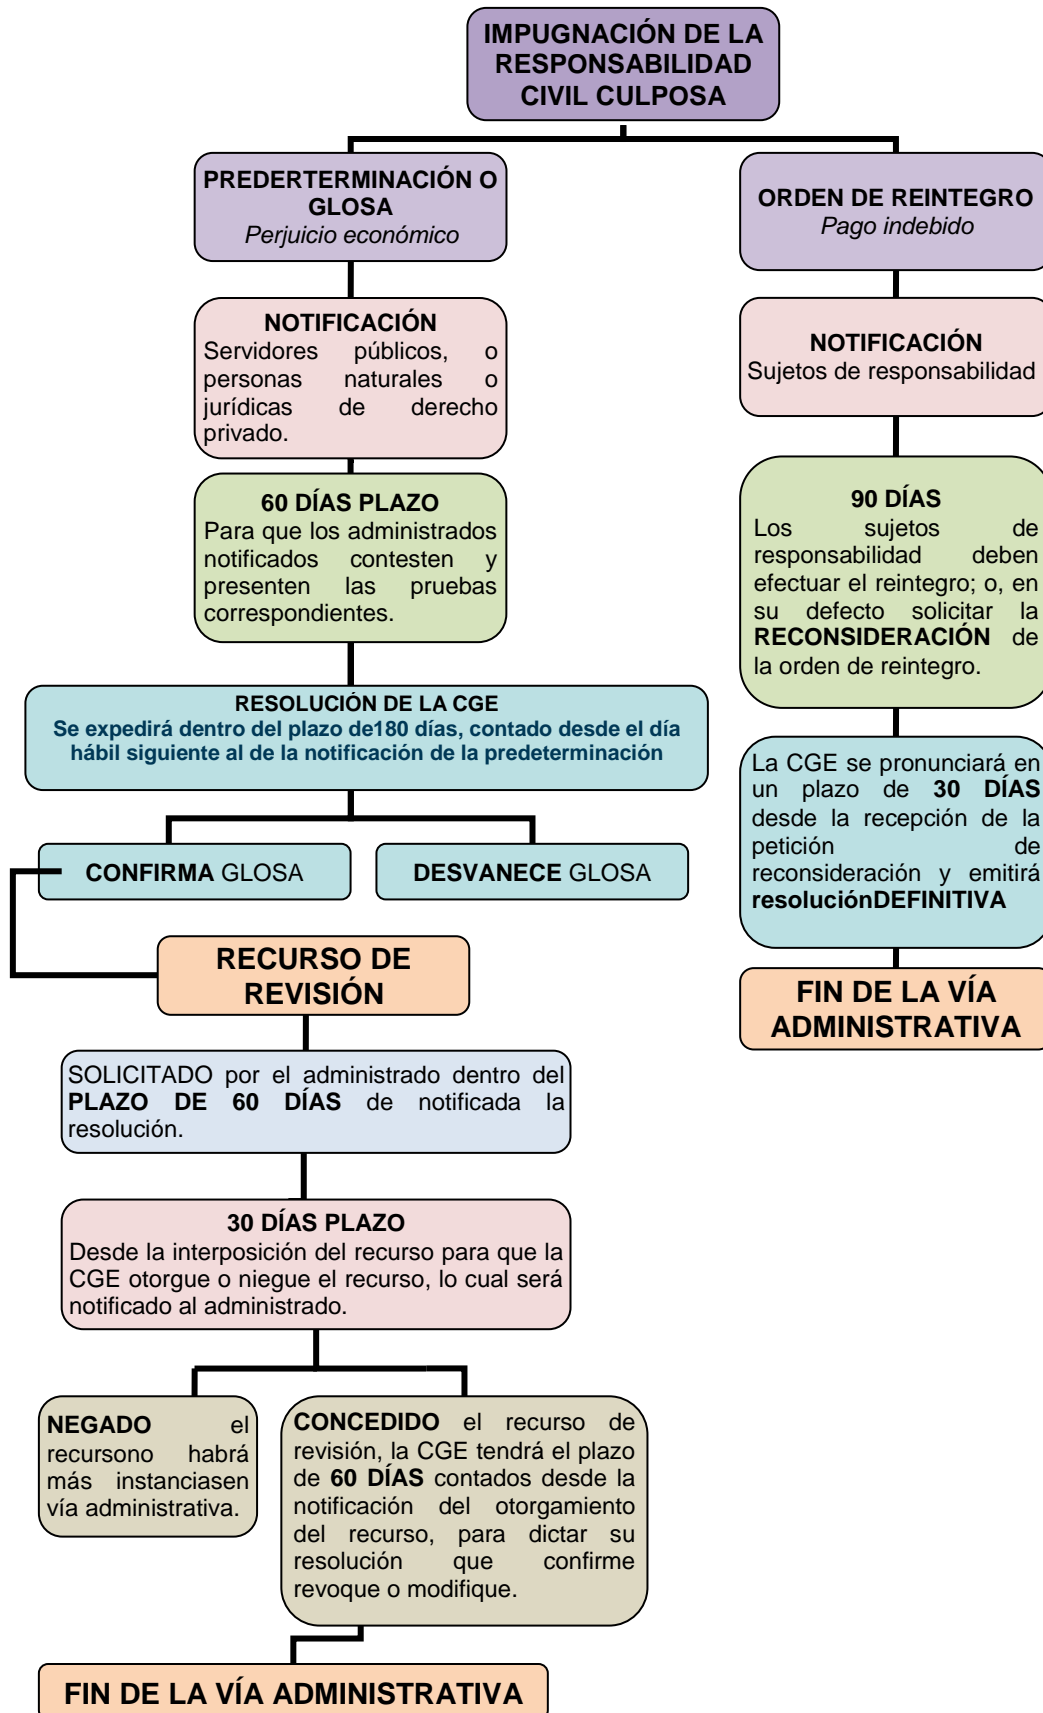 IMPUGNACIÓN DE LA
RESPONSABILIDAD
CIVIL CULPOSA
PREDERTERMINACIÓN O
GLOSA
Perjuicio económico
NOTIFICACIÓN
Servidores públicos, o
personas naturales o
jurídicas de derecho
privado.
60 DÍAS PLAZO
Para que los administrados
notificados contesten y
presenten las pruebas
correspondientes.
RESOLUCIÓN DE LA CGE
Se expedirá dentro del plazo de180 días, contado desde el día
hábil siguiente al de la notificación de la predeterminación
CONFIRMA GLOSA
DESVANECE GLOSA
RECURSO DE
REVISIÓN
SOLICITADO por el administrado dentro del
PLAZO DE 60 DÍAS de notificada la
resolución.
30 DÍAS PLAZO
Desde la interposición del recurso para que la
CGE otorgue o niegue el recurso, lo cual será
notificado al administrado.
NEGADO el
recursono habrá
más instanciasen
vía administrativa.
CONCEDIDO el recurso de
revisión, la CGE tendrá el plazo
de 60 DÍAS contados desde la
notificación del otorgamiento
del recurso, para dictar su
resolución que confirme
revoque o modifique.
FIN DE LA VÍA ADMINISTRATIVA
ORDEN DE REINTEGRO
Pago indebido
NOTIFICACIÓN
Sujetos de responsabilidad
90 DÍAS
Los sujetos de
responsabilidad deben
efectuar el reintegro; o, en
su defecto solicitar la
RECONSIDERACIÓN de
la orden de reintegro.
La CGE se pronunciará en
un plazo de 30 DÍAS
desde la recepción de la
petición de
reconsideración y emitirá
resoluciónDEFINITIVA
FIN DE LA VÍA
ADMINISTRATIVA